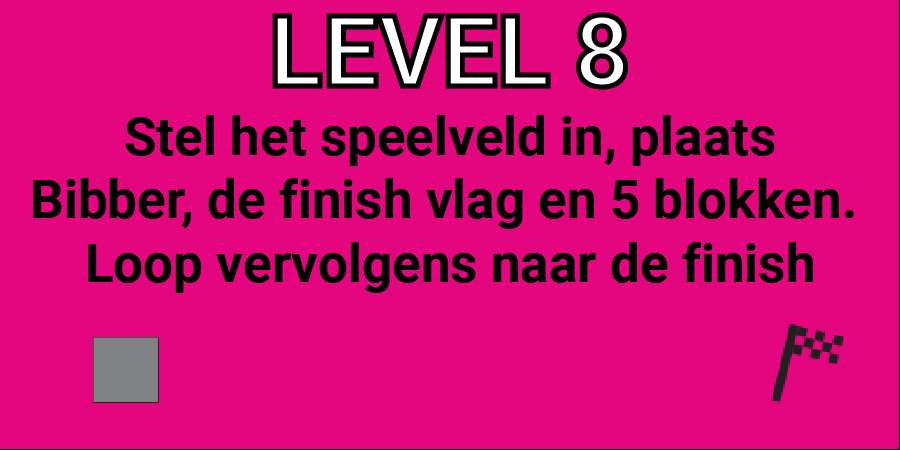 LEVEL 8
Stel het speelveld in, plaats
Bibber, de finish vlag en 5 blokken.
Loop vervolgens naar de finish